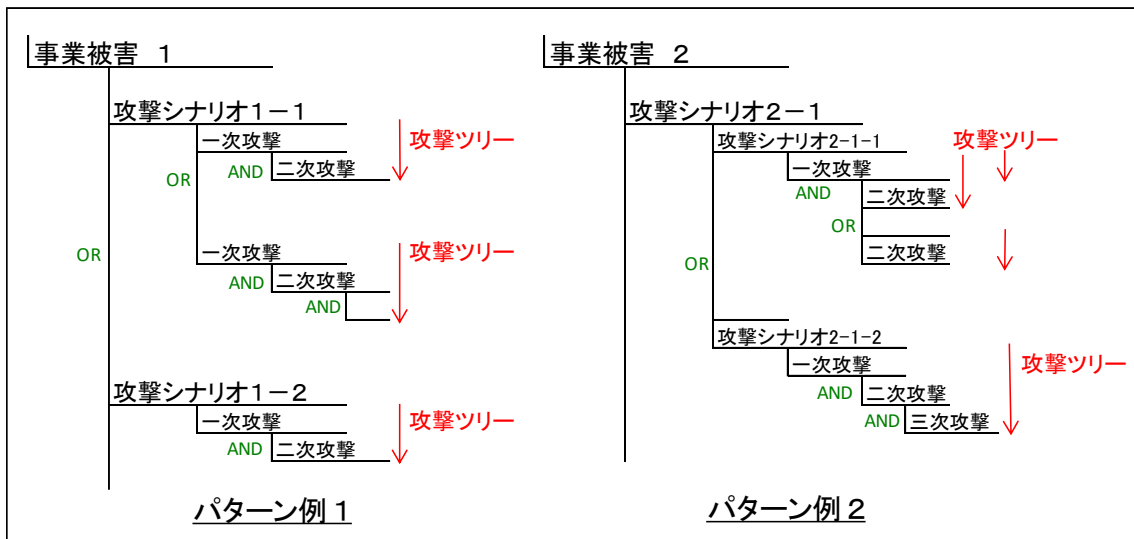 事業被害 1
攻撃シナリオ1-1
一次攻撃
攻撃ツリー
AND
二次攻撃
OR
一次攻撃
攻撃ツリー
OR
AND
二次攻撃
AND
攻撃シナリオ1-2
一次攻撃
攻撃ツリー
AND
二次攻撃
パターン例1
事業被害 2
攻撃シナリオ2-1
攻撃シナリオ2-1-1
攻撃ツリー
一次攻撃
AND
二次攻撃
OR
二次攻撃
OR
攻撃シナリオ2-1-2
一次攻撃
攻撃ツリー
AND
二次攻撃
AND
三次攻撃
パターン例2